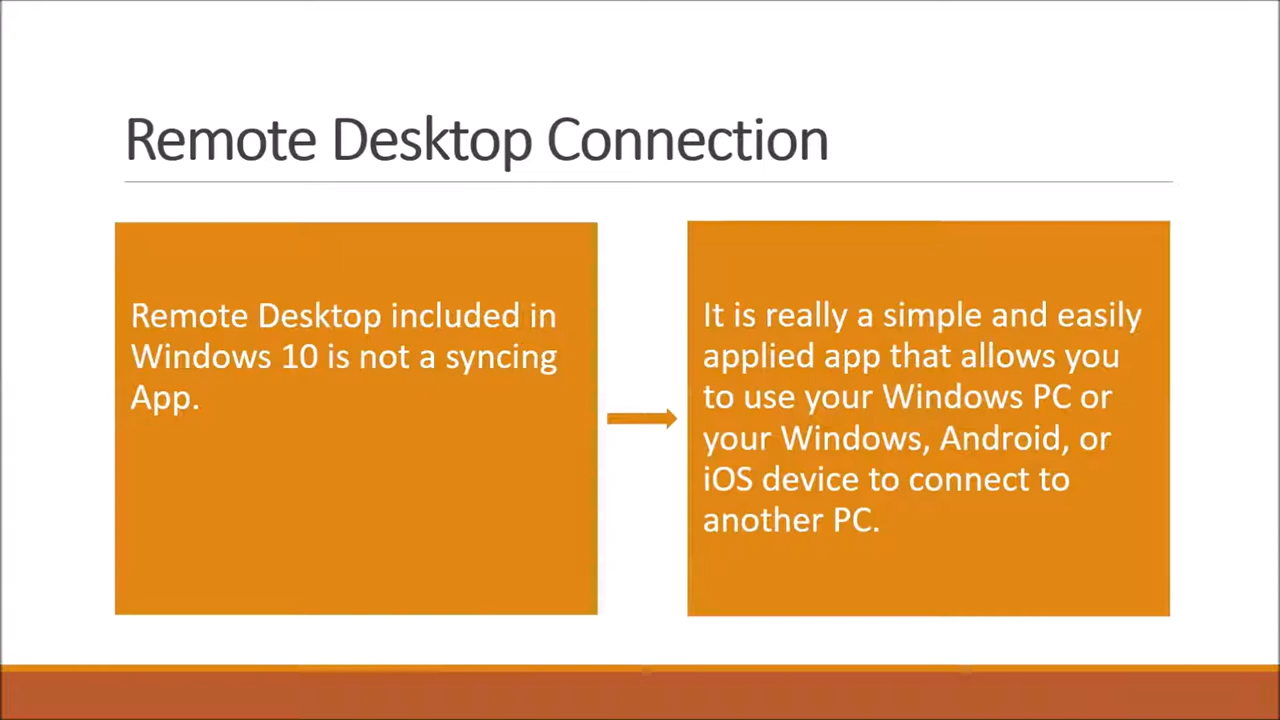 Remote Desktop Connection
Remote Desktop included in
Windows 10 is not a syncing
App.
It is really a simple and easily
applied app that allows you
to use your Windows PC or
your Windows, Android, or
iOS device to connect to
another PC.